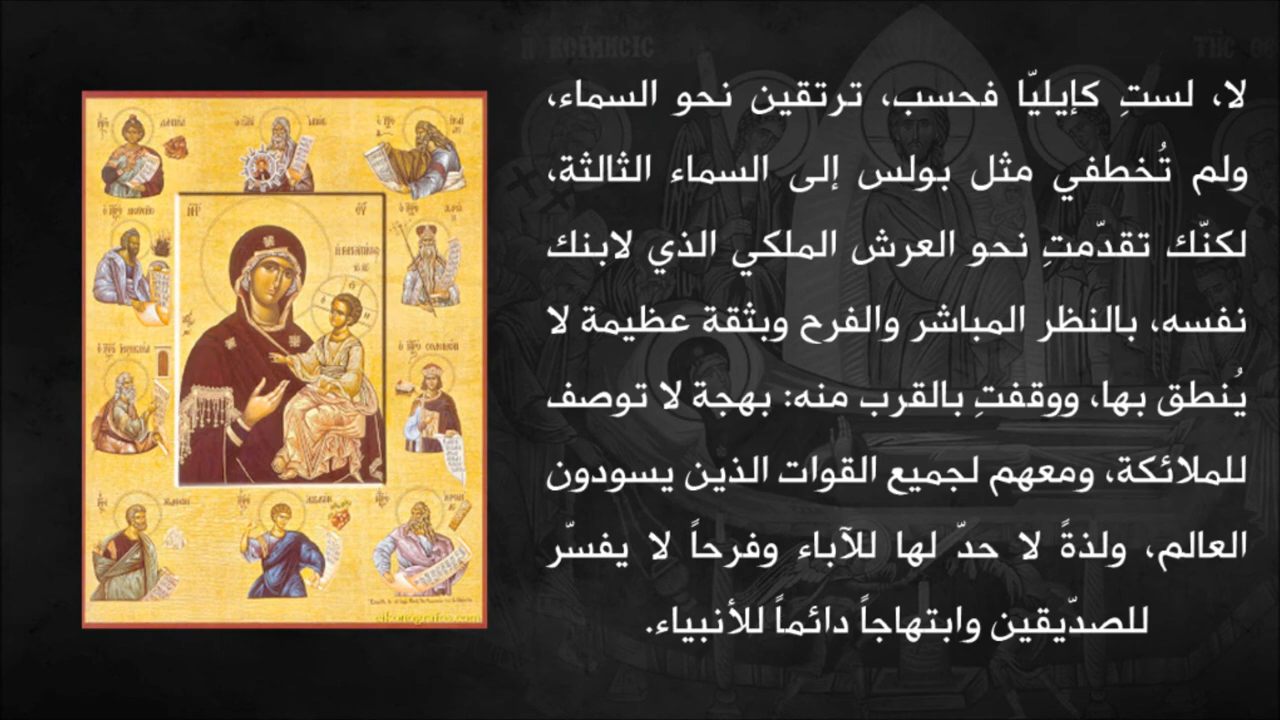 لا، لستِ كإيليّا فحسب، ترتقين نحو السماء،
ولم تُخطفي مثل بولس إلى السماء الثالثة،
لكنّك تقدّمتِ نحو العرش الملكي الذي لابنك
نفسه، بالنظر المباشر والفرح وبثقة عظيمة لا
يُنطق بها، ووقفتِ بالقرب منه: بهجة لا توصف
للملائكة، ومعهم لجميع القوات الذين يسودون
العالم، ولذةً لا حدّ لها للآباء وفرحاً لا يفسّر
للصدّيقين وابتهاجاً دائماً للأنبياء.
eikonografos.com